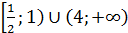 [1/2; 1) ∪ (4; +∞)